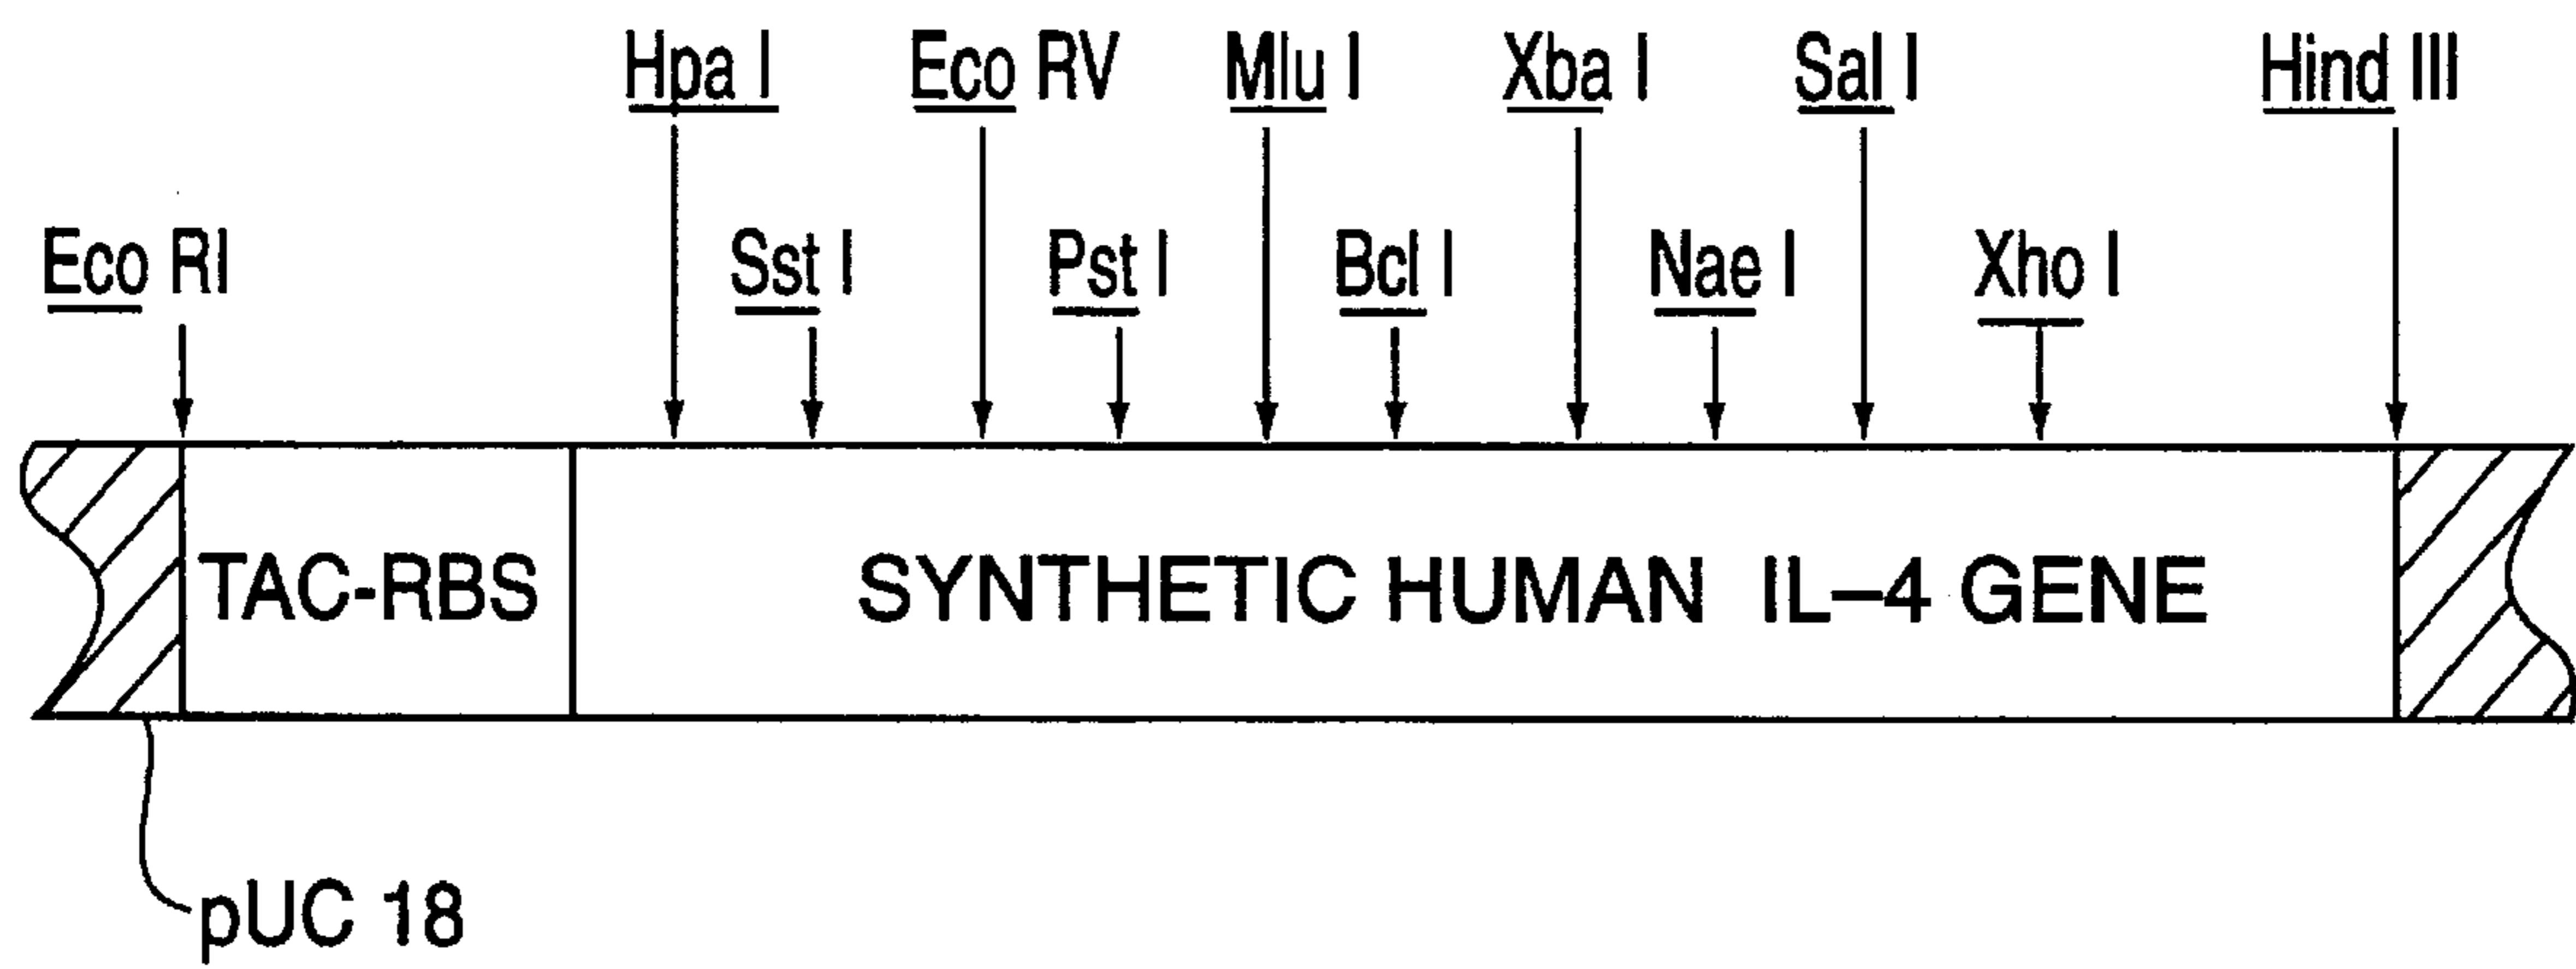 Hpa I Eco RV Mlu I Xba I Sal I Hind III
Eco RI Sst I Pst I Bcl I Nae I Xho I
TAC-RBS SYNTHETIC HUMAN IL–4 GENE
pUC 18